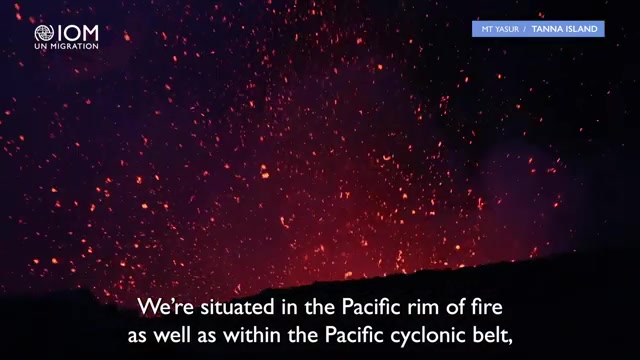 IOM
UN MIGRATION
MT YASUR / TANNA ISLAND
We're situated in the Pacific rim of fire
as well as within the Pacific cyclonic belt,